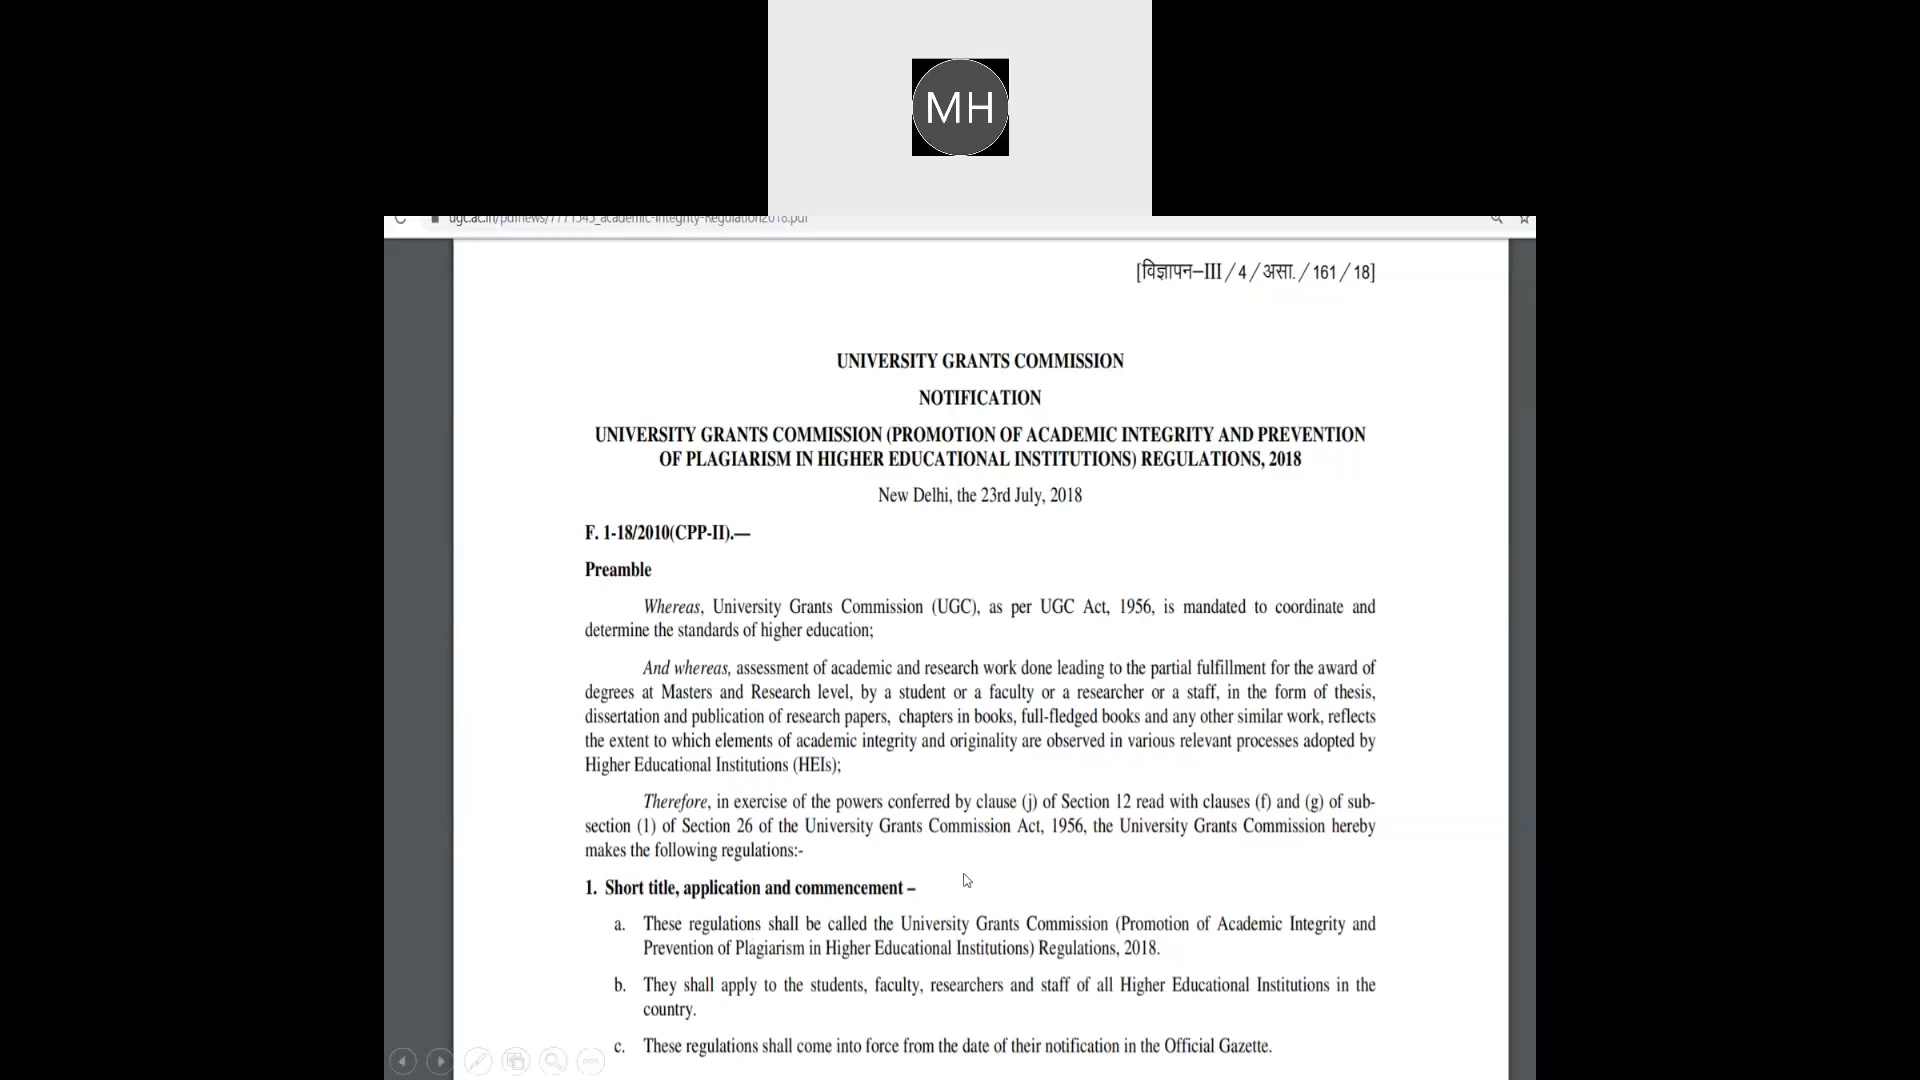 MH
ugc.ac.in/pdfnews/7771545_academic-integrity-Regulation2018.pdf
[विज्ञापन–III / 4 / असा. / 161 / 18]
UNIVERSITY GRANTS COMMISSION
NOTIFICATION
UNIVERSITY GRANTS COMMISSION (PROMOTION OF ACADEMIC INTEGRITY AND PREVENTION
OF PLAGIARISM IN HIGHER EDUCATIONAL INSTITUTIONS) REGULATIONS, 2018
New Delhi, the 23rd July, 2018
F. 1-18/2010(CPP-II).—
Preamble
Whereas, University Grants Commission (UGC), as per UGC Act, 1956, is mandated to coordinate and
determine the standards of higher education;
And whereas, assessment of academic and research work done leading to the partial fulfillment for the award of
degrees at Masters and Research level, by a student or a faculty or a researcher or a staff, in the form of thesis,
dissertation and publication of research papers, chapters in books, full-fledged books and any other similar work, reflects
the extent to which elements of academic integrity and originality are observed in various relevant processes adopted by
Higher Educational Institutions (HEIs);
Therefore, in exercise of the powers conferred by clause (j) of Section 12 read with clauses (f) and (g) of sub-
section (1) of Section 26 of the University Grants Commission Act, 1956, the University Grants Commission hereby
makes the following regulations:-
1. Short title, application and commencement –
a. These regulations shall be called the University Grants Commission (Promotion of Academic Integrity and
Prevention of Plagiarism in Higher Educational Institutions) Regulations, 2018.
b. They shall apply to the students, faculty, researchers and staff of all Higher Educational Institutions in the
country.
c. These regulations shall come into force from the date of their notification in the Official Gazette.